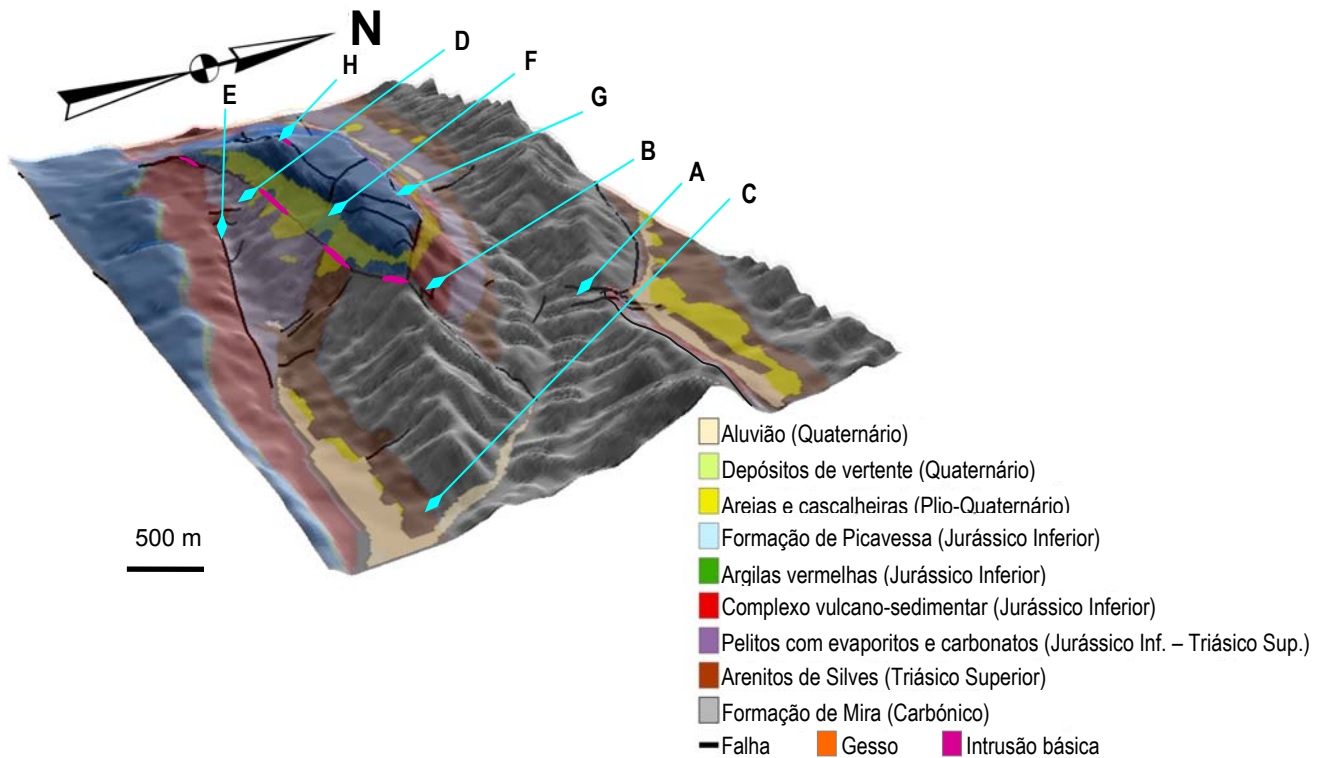 N
D
H
F
E
G
B
A
C
500 m
Aluvião (Quaternário)
Depósitos de vertente (Quaternário)
Areias e cascalheiras (Plio-Quaternário)
Formação de Picavessa (Jurássico Inferior)
Argilas vermelhas (Jurássico Inferior)
Complexo vulcano-sedimentar (Jurássico Inferior)
Pelitos com evaporitos e carbonatos (Jurássico Inf. – Triásico Sup.)
Arenitos de Silves (Triásico Superior)
Formação de Mira (Carbónico)
Falha Gesso Intrusão básica